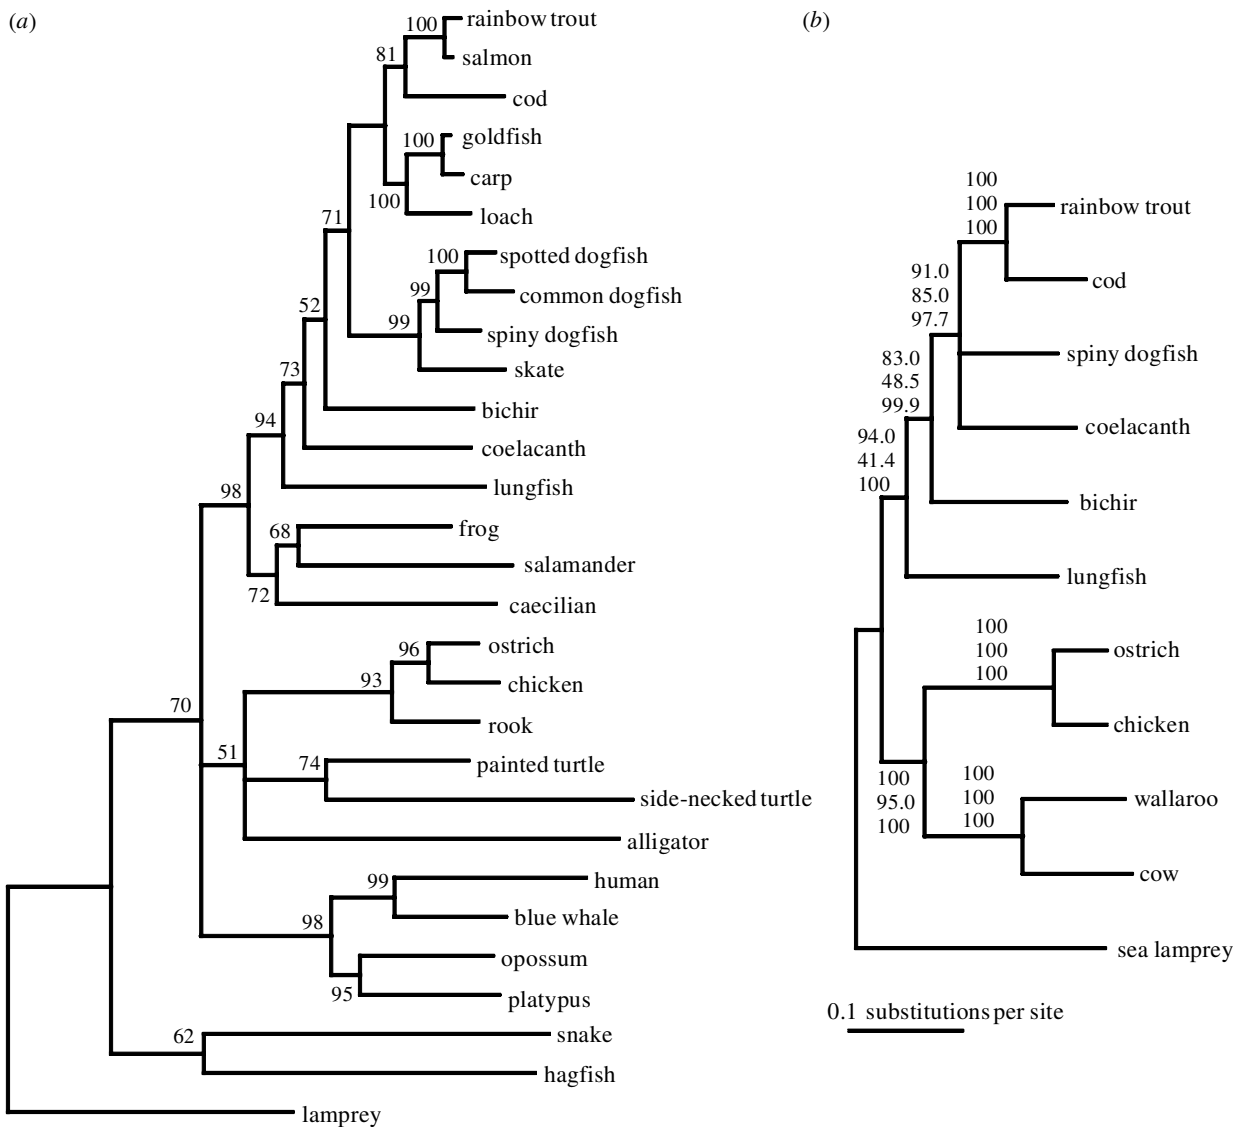 (a)
100
rainbow trout
81
salmon
cod
100
goldfish
carp
100
loach
71
100
spotted dogfish
99
common dogfish
52
99
spiny dogfish
skate
73
bichir
94
coelacanth
98
lungfish
68
frog
salamander
72
caecilian
96
ostrich
93
chicken
70
rook
51
74
painted turtle
side-necked turtle
alligator
99
human
98
blue whale
opossum
95
platypus
62
snake
hagfish
lamprey
(b)
100
100
100
rainbow trout
91.0
85.0
97.7
cod
83.0
48.5
99.9
spiny dogfish
94.0
41.4
100
coelacanth
bichir
lungfish
100
100
100
ostrich
chicken
100
95.0
100
100
100
100
wallaroo
cow
sea lamprey
0.1 substitutions per site